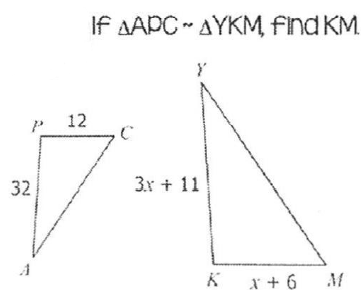 If ΔAPC ~ ΔYKM, find KM.
Y
12
P
C
32
3x + 11
A
K
x + 6
M